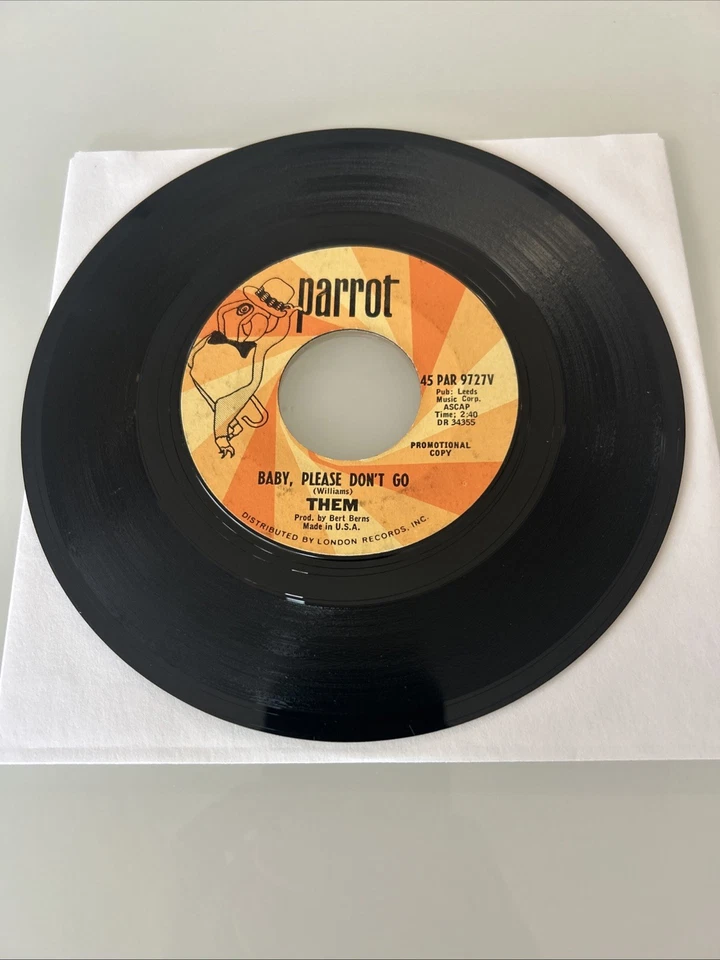 parrot
45 PAR 9727V
Pub: Leeds
Music Corp.
ASCAP
Time; 2:40
DR 34355
PROMOTIONAL
COPY
BABY, PLEASE DON'T GO
(Williams)
THEM
Prod. by Bert Berns
Made in U.S.A.
DISTRIBUTED BY LONDON RECORDS, INC.